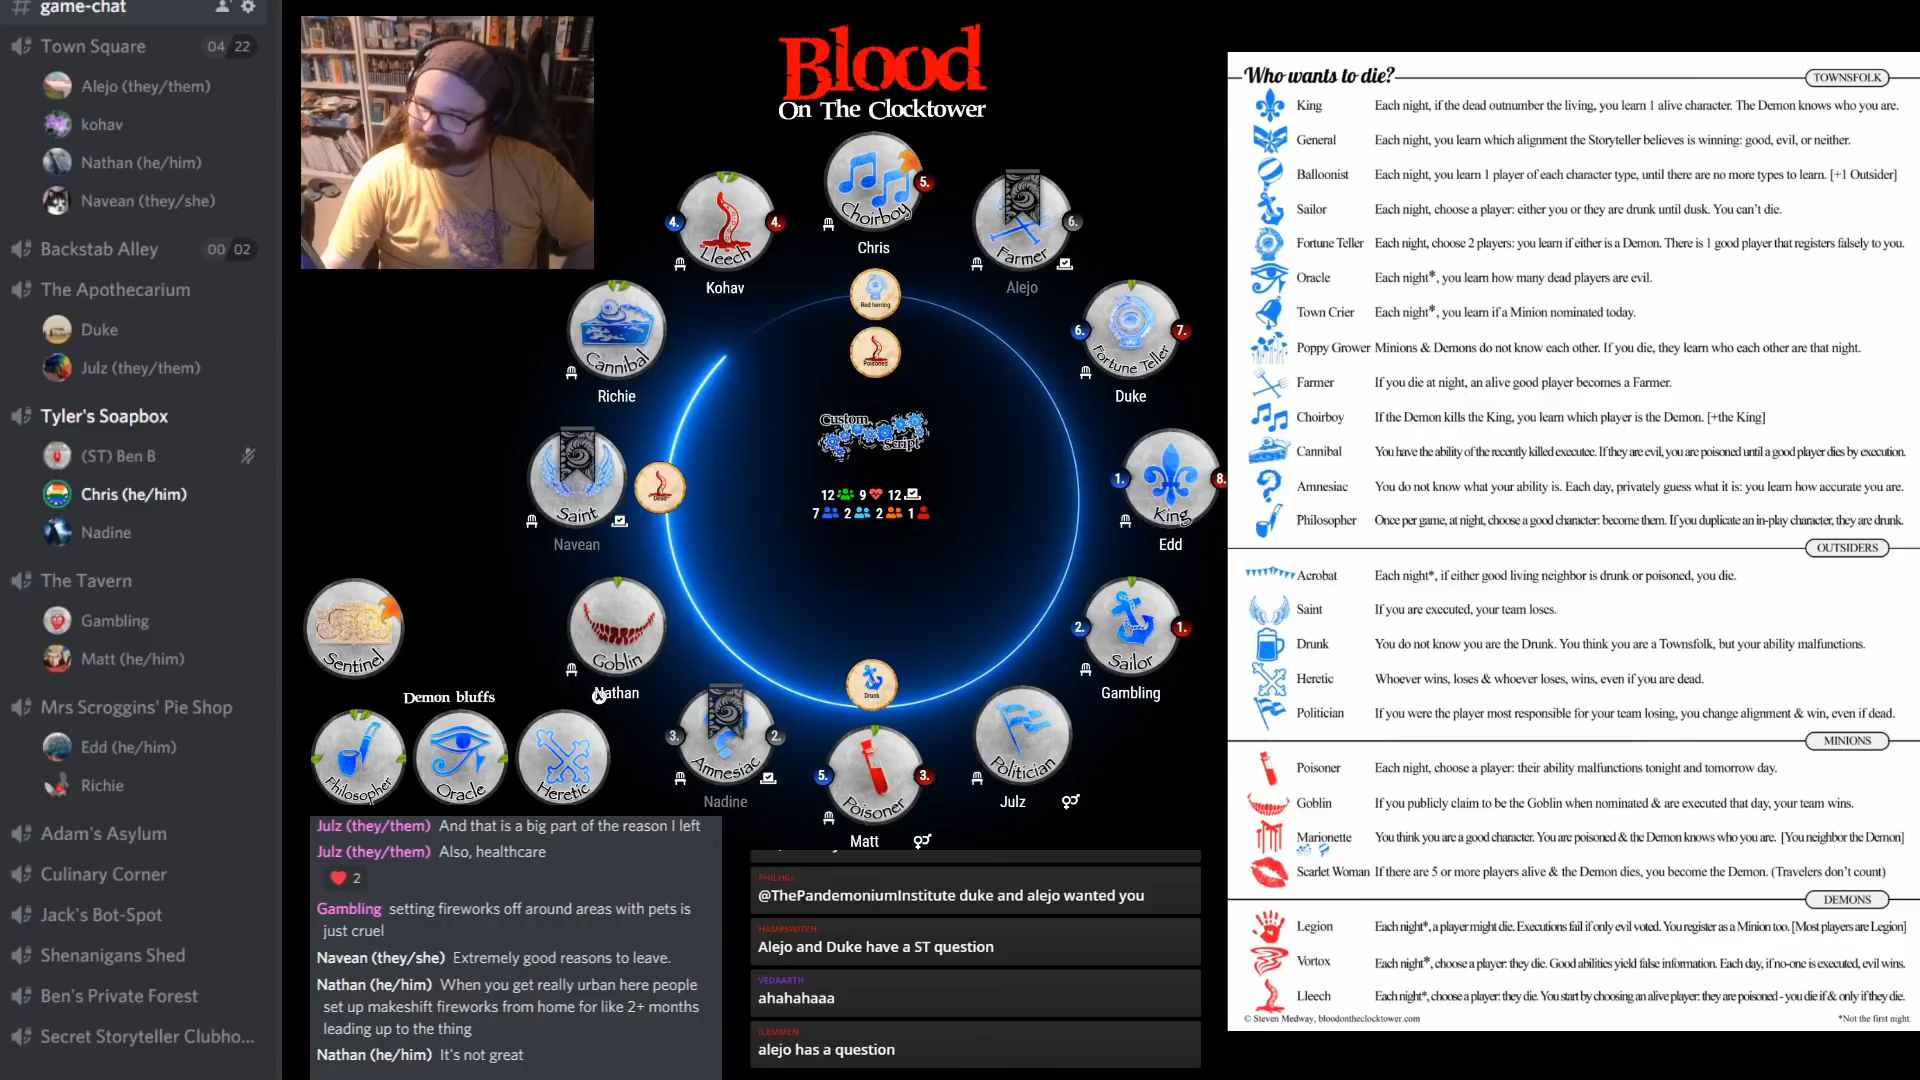 game-chat
Town Square 04 22
Alejo (they/them)
kohav
Nathan (he/him)
Navean (they/she)
Backstab Alley 00 02
The Apothecarium
Duke
Julz (they/them)
Tyler's Soapbox
(ST) Ben B
Chris (he/him)
Nadine
The Tavern
Gambling
Matt (he/him)
Mrs Scroggins' Pie Shop
Edd (he/him)
Richie
Adam's Asylum
Culinary Corner
Jack's Bot-Spot
Shenanigans Shed
Ben's Private Forest
Secret Storyteller Clubho...
Blood
On The Clocktower
Choirboy
5.
Chris
Lleech
4. 4.
Kohav
Farmer
6.
Alejo
Red herring
Poisoned
Cannibal
Richie
Fortune Teller
6. 7.
Duke
Custom
Script
Saint
Navean
Dead
12 9 12
7 2 2 1
King
1. 8.
Edd
Sentinel
Goblin
Nathan
Sailor
2. 1.
Gambling
Drunk
Demon bluffs
Philosopher
Oracle
Heretic
Amnesiac
3. 2.
Nadine
Poisoner
5. 3.
Matt
Politician
Julz
Julz (they/them) And that is a big part of the reason I left
Julz (they/them) Also, healthcare
2
Gambling setting fireworks off around areas with pets is
just cruel
Navean (they/she) Extremely good reasons to leave.
Nathan (he/him) When you get really urban here people
set up makeshift fireworks from home for like 2+ months
leading up to the thing
Nathan (he/him) It's not great
PHILHGI
@ThePandemoniumInstitute duke and alejo wanted you
HAMPSWITCH
Alejo and Duke have a ST question
VEDAARTH
ahahahaaa
ILEMMEN
alejo has a question
Who wants to die?
TOWNSFOLK
King Each night, if the dead outnumber the living, you learn 1 alive character. The Demon knows who you are.
General Each night, you learn which alignment the Storyteller believes is winning: good, evil, or neither.
Balloonist Each night, you learn 1 player of each character type, until there are no more types to learn. [+1 Outsider]
Sailor Each night, choose a player: either you or they are drunk until dusk. You can't die.
Fortune Teller Each night, choose 2 players: you learn if either is a Demon. There is 1 good player that registers falsely to you.
Oracle Each night*, you learn how many dead players are evil.
Town Crier Each night*, you learn if a Minion nominated today.
Poppy Grower Minions & Demons do not know each other. If you die, they learn who each other are that night.
Farmer If you die at night, an alive good player becomes a Farmer.
Choirboy If the Demon kills the King, you learn which player is the Demon. [+the King]
Cannibal You have the ability of the recently killed executee. If they are evil, you are poisoned until a good player dies by execution.
Amnesiac You do not know what your ability is. Each day, privately guess what it is: you learn how accurate you are.
Philosopher Once per game, at night, choose a good character: become them. If you duplicate an in-play character, they are drunk.
OUTSIDERS
Acrobat Each night*, if either good living neighbor is drunk or poisoned, you die.
Saint If you are executed, your team loses.
Drunk You do not know you are the Drunk. You think you are a Townsfolk, but your ability malfunctions.
Heretic Whoever wins, loses & whoever loses, wins, even if you are dead.
Politician If you were the player most responsible for your team losing, you change alignment & win, even if dead.
MINIONS
Poisoner Each night, choose a player: their ability malfunctions tonight and tomorrow day.
Goblin If you publicly claim to be the Goblin when nominated & are executed that day, your team wins.
Marionette You think you are a good character. You are poisoned & the Demon knows who you are. [You neighbor the Demon]
Scarlet Woman If there are 5 or more players alive & the Demon dies, you become the Demon. (Travelers don't count)
DEMONS
Legion Each night*, a player might die. Executions fail if only evil voted. You register as a Minion too. [Most players are Legion]
Vortox Each night*, choose a player: they die. Good abilities yield false information. Each day, if no-one is executed, evil wins.
Lleech Each night*, choose a player: they die. You start by choosing an alive player: they are poisoned - you die if & only if they die.
© Steven Medway, bloodontheclocktower.com
*Not the first night.